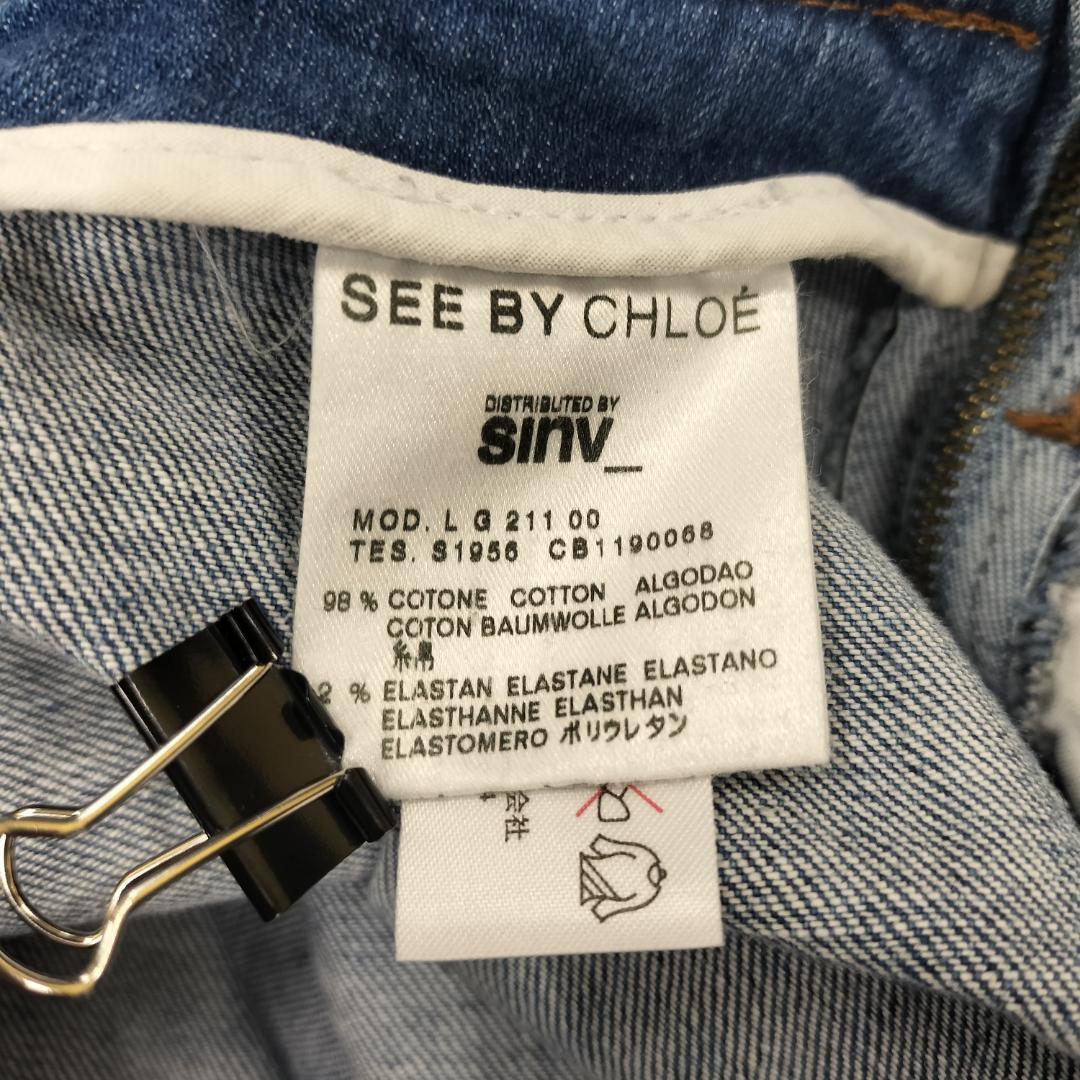 SEE BY CHLOÉ
DISTRIBUTED BY
sinv_
MOD. L G 211 00
TES. S1956 CB1190068
98 % COTONE COTTON ALGODAO
COTON BAUMWOLLE ALGODON
綿
2 % ELASTAN ELASTANE ELASTANO
ELASTHANNE ELASTHAN
ELASTOMERO ポリウレタン
会社